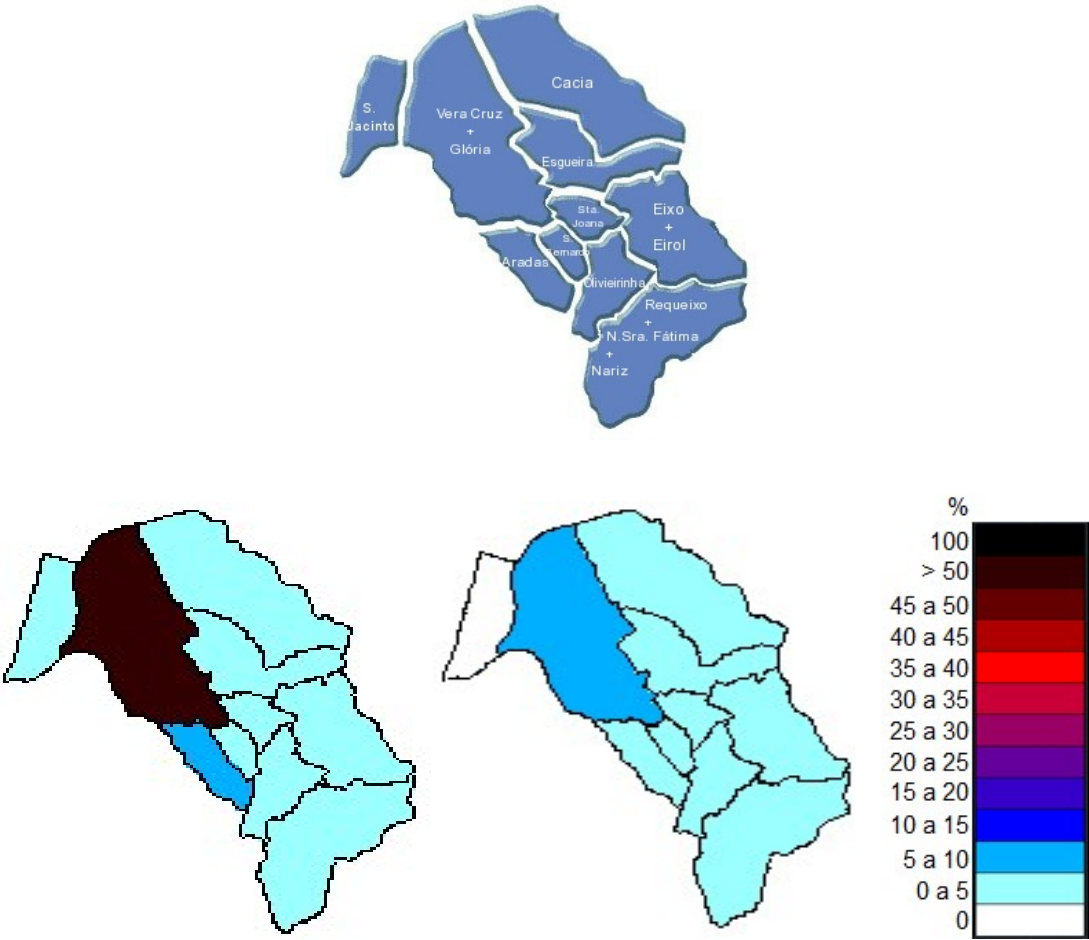 Cacia
S.
Jacinto
Vera Cruz
+
Glória
Esgueira
Sta.
Joana
Eixo
+
Eirol
S.
Bernardo
Aradas
Olivieirinha
Requeixo
+
N.Sra. Fátima
+
Nariz
%
100
> 50
45 a 50
40 a 45
35 a 40
30 a 35
25 a 30
20 a 25
15 a 20
10 a 15
5 a 10
0 a 5
0